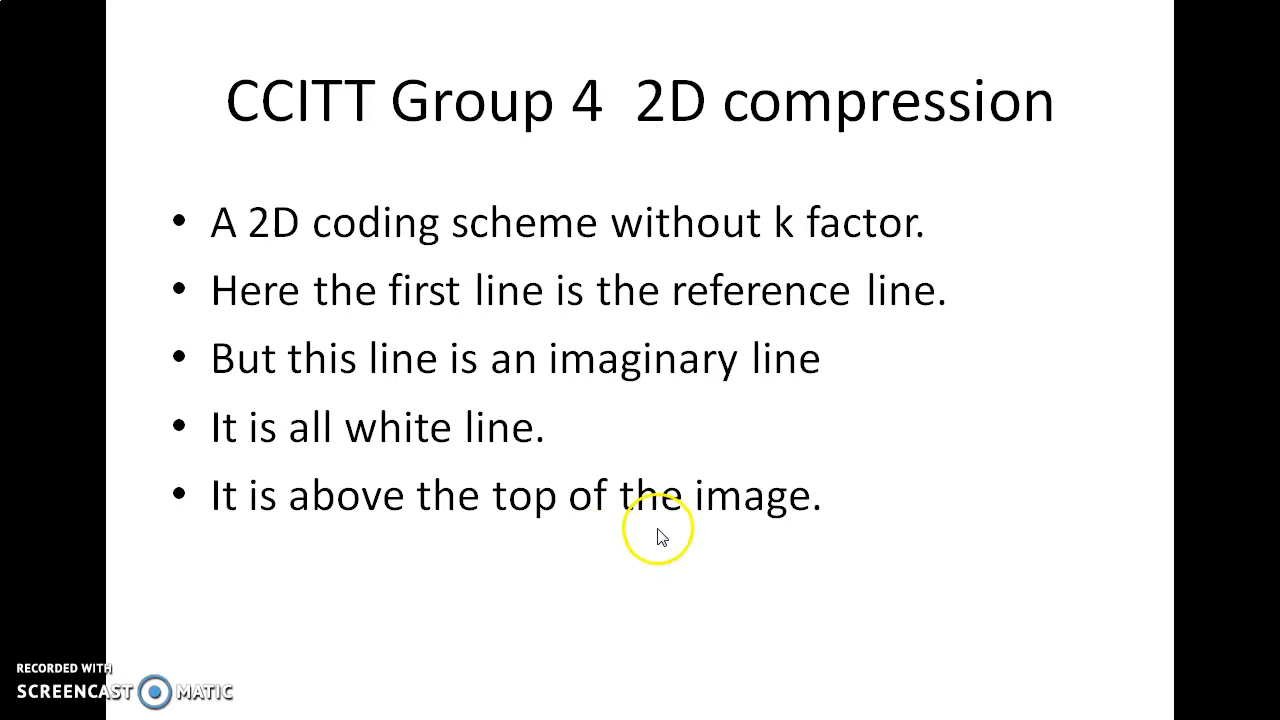 CCITT Group 4 2D compression
• A 2D coding scheme without k factor.
• Here the first line is the reference line.
• But this line is an imaginary line
• It is all white line.
• It is above the top of the image.
RECORDED WITH
SCREENCAST MATIC